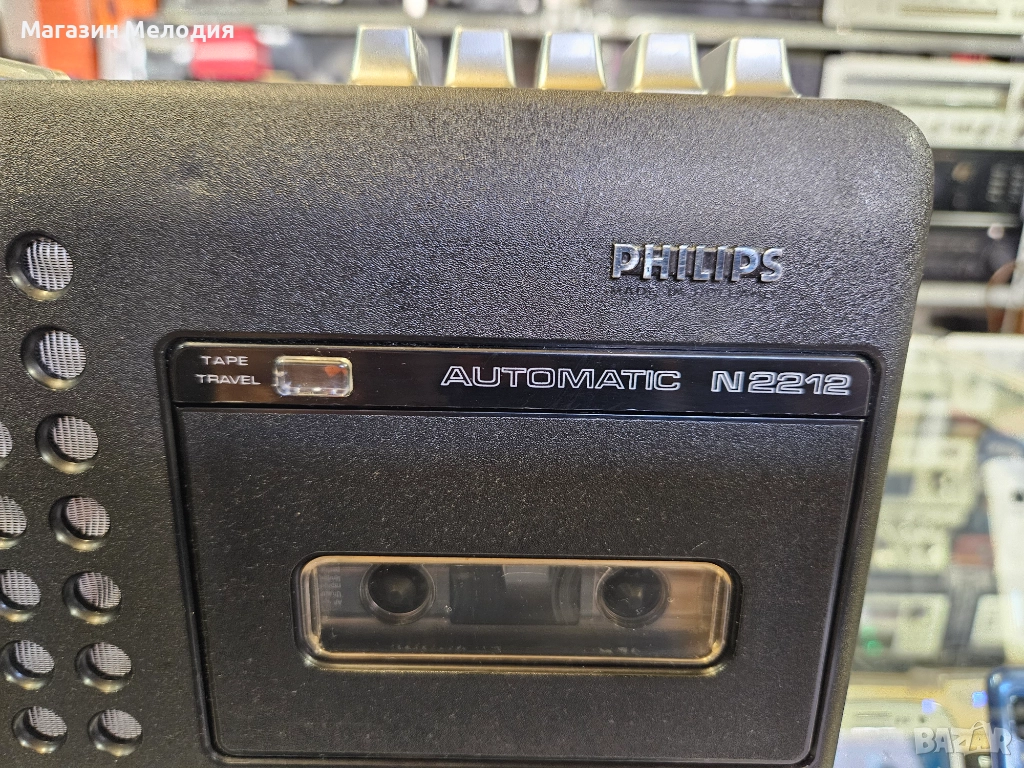 Магазин Мелодия
PHILIPS
TAPE
TRAVEL
AUTOMATIC N2212
BAZAR